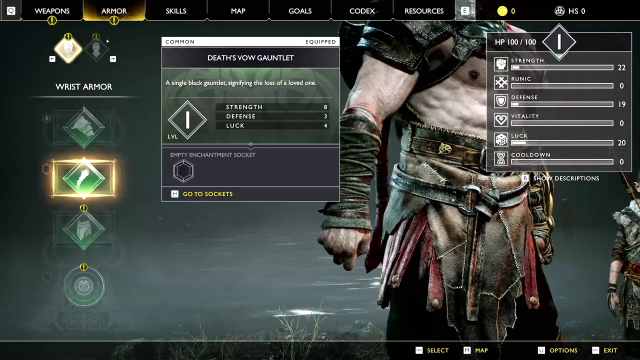 Q WEAPONS ARMOR SKILLS MAP GOALS CODEX RESOURCES E 0 HS 0
COMMON EQUIPPED
DEATH'S VOW GAUNTLET
A single black gauntlet, signifying the loss of a loved one.
I
LVL
STRENGTH 8
DEFENSE 3
LUCK 4
EMPTY ENCHANTMENT SOCKET
GO TO SOCKETS
WRIST ARMOR
HP 100 / 100 I
STRENGTH 22
RUNIC 0
DEFENSE 19
VITALITY 0
LUCK 20
COOLDOWN 0
SHOW DESCRIPTIONS
SELECT M MAP OPTIONS EXIT